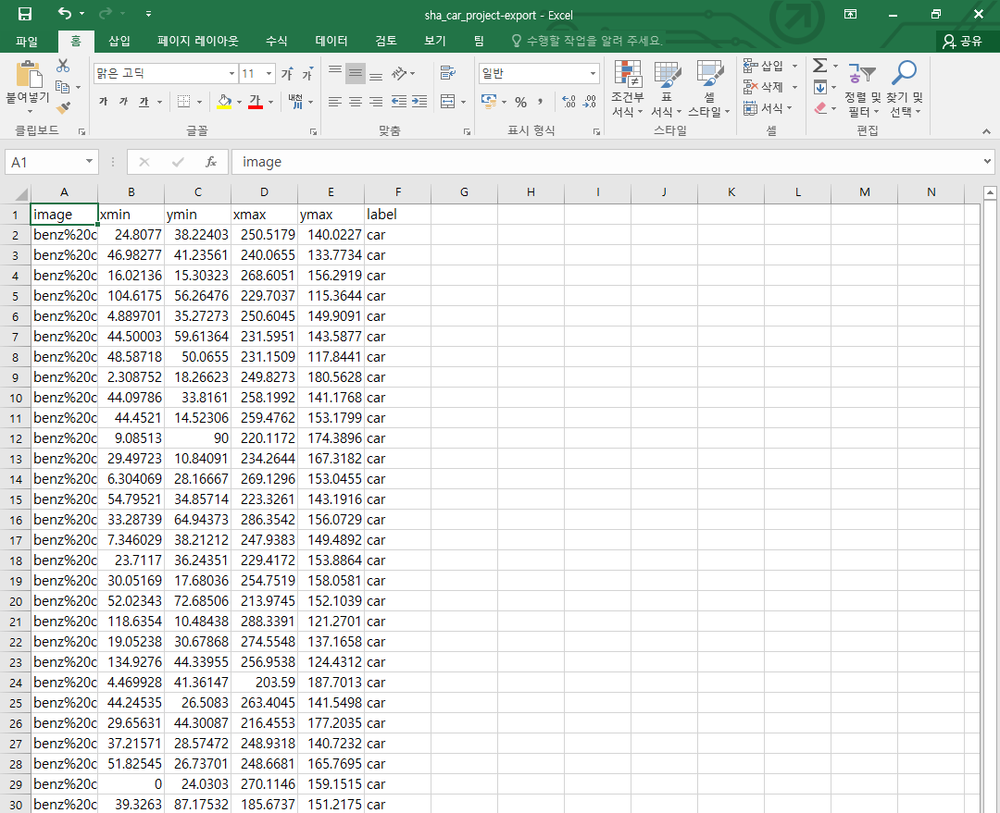 sha_car_project-export - Excel
파일 홈 삽입 페이지 레이아웃 수식 데이터 검토 보기 팀 수행할 작업을 알려 주세요. 공유
붙여넣기
클립보드
맑은 고딕 11 가 가
가 가 가 가 내천
글꼴
맞춤
일반
% , .00 .00
표시 형식
조건부 서식
표 서식
셀 스타일
스타일
삽입
삭제
서식
셀
정렬 및 필터
찾기 및 선택
편집
A1 fx image
A B C D E F G H I J K L M N
1 image xmin ymin xmax ymax label
2 benz%20c 24.8077 38.22403 250.5179 140.0227 car
3 benz%20c 46.98277 41.23561 240.0655 133.7734 car
4 benz%20c 16.02136 15.30323 268.6051 156.2919 car
5 benz%20c 104.6175 56.26476 229.7037 115.3644 car
6 benz%20c 4.889701 35.27273 250.6045 149.9091 car
7 benz%20c 44.50003 59.61364 231.5951 143.5877 car
8 benz%20c 48.58718 50.0655 231.1509 117.8441 car
9 benz%20c 2.308752 18.26623 249.8273 180.5628 car
10 benz%20c 44.09786 33.8161 258.1992 141.1768 car
11 benz%20c 44.4521 14.52306 259.4762 153.1799 car
12 benz%20c 9.08513 90 220.1172 174.3896 car
13 benz%20c 29.49723 10.84091 234.2644 167.3182 car
14 benz%20c 6.304069 28.16667 269.1296 153.0455 car
15 benz%20c 54.79521 34.85714 223.3261 143.1916 car
16 benz%20c 33.28739 64.94373 286.3542 156.0729 car
17 benz%20c 7.346029 38.21212 247.9383 149.4892 car
18 benz%20c 23.7117 36.24351 229.4172 153.8864 car
19 benz%20c 30.05169 17.68036 254.7519 158.0581 car
20 benz%20c 52.02343 72.68506 213.9745 152.1039 car
21 benz%20c 118.6354 10.48438 288.3391 121.2701 car
22 benz%20c 19.05238 30.67868 274.5548 137.1658 car
23 benz%20c 134.9276 44.33955 256.9538 124.4312 car
24 benz%20c 4.469928 41.36147 203.59 187.7013 car
25 benz%20c 44.24535 26.5083 263.4045 141.5498 car
26 benz%20c 29.65631 44.30087 216.4553 177.2035 car
27 benz%20c 37.21571 28.57472 248.9318 140.7232 car
28 benz%20c 51.82545 26.73701 248.6681 165.7695 car
29 benz%20c 0 24.0303 270.1146 159.1515 car
30 benz%20c 39.3263 87.17532 185.6737 151.2175 car